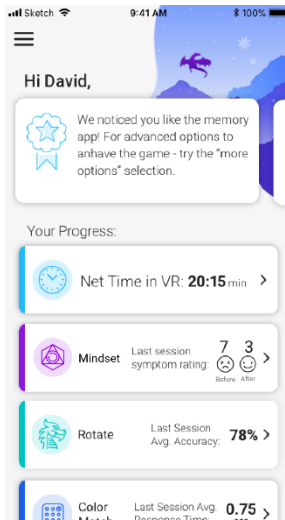 Sketch 9:41 AM 100%
Hi David,
We noticed you like the memory
app! For advanced options to
anhave the game - try the "more
options" selection.
Your Progress:
Net Time in VR: 20:15 min
Mindset
Last session
symptom rating:
7 3
Before After
Rotate
Last Session
Avg. Accuracy:
78%
Color
Match
Last Session Avg.
Response Time:
0.75